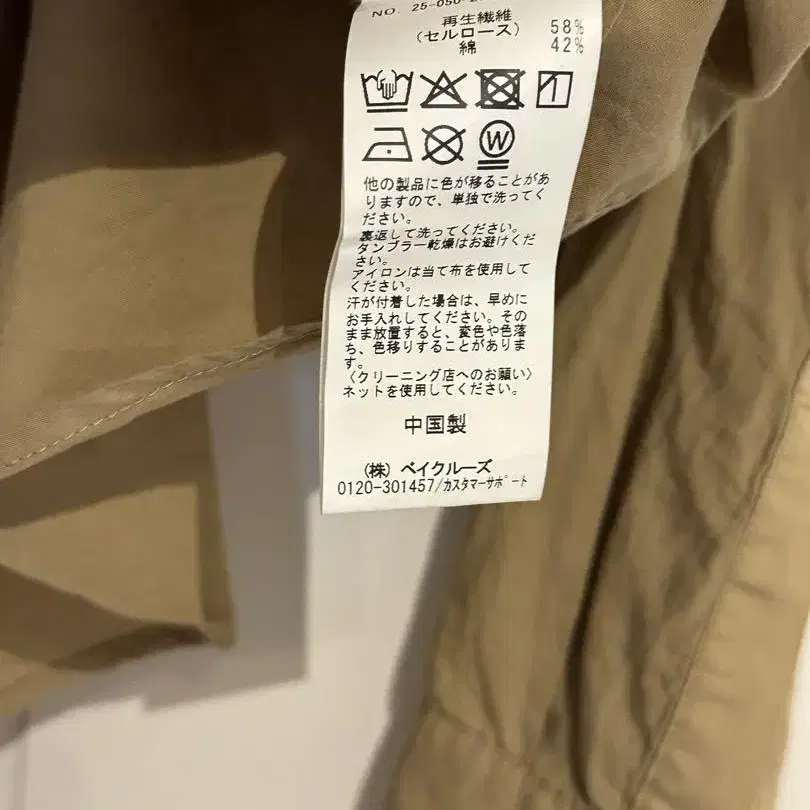 NO. 25-050-2
再生繊維
(セルロース) 58%
綿 42%
W
他の製品に色が移ることがあ
りますので、単独で洗ってく
ださい。
裏返して洗ってください。
タンブラー乾燥はお避けくだ
さい。
アイロンは当て布を使用して
ください。
汗が付着した場合は、早めに
お手入れしてください。その
まま放置すると、変色や色落
ち、色移りすることがありま
す。
〈クリーニング店へのお願い〉
ネットを使用してください。
中国製
(株) ベイクルーズ
0120-301457/カスタマーサポート